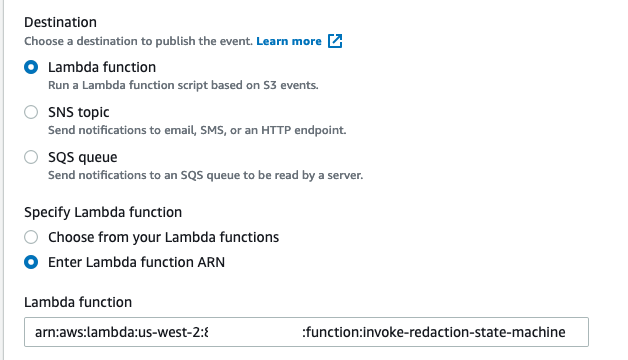 Destination
Choose a destination to publish the event. Learn more
Lambda function
Run a Lambda function script based on S3 events.
SNS topic
Send notifications to email, SMS, or an HTTP endpoint.
SQS queue
Send notifications to an SQS queue to be read by a server.
Specify Lambda function
Choose from your Lambda functions
Enter Lambda function ARN
Lambda function
arn:aws:lambda:us-west-2: :function:invoke-redaction-state-machine